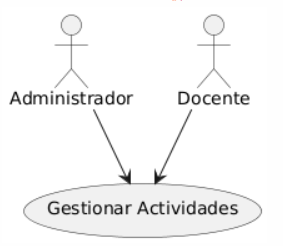 Administrador
Docente
Gestionar Actividades